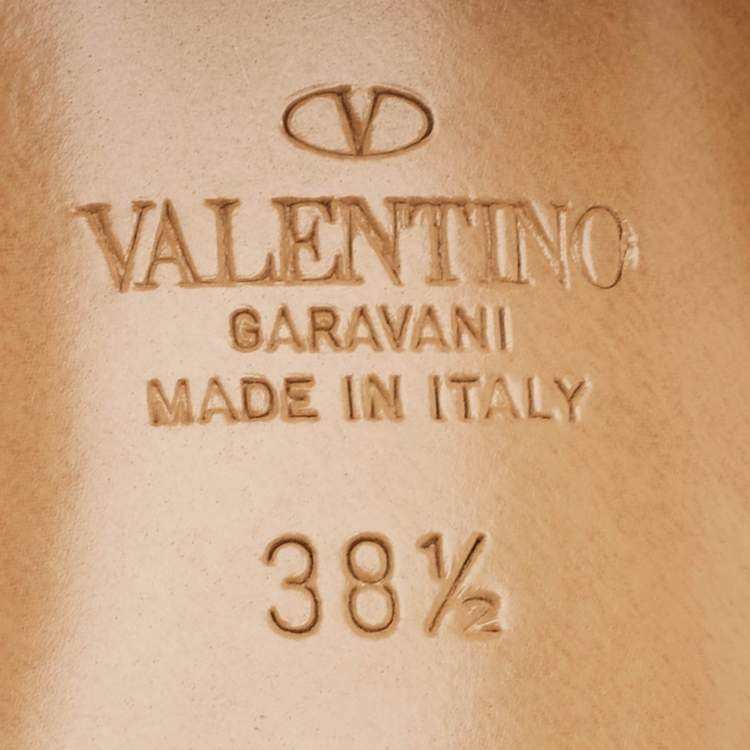 V
VALENTINO
GARAVANI
MADE IN ITALY
38½